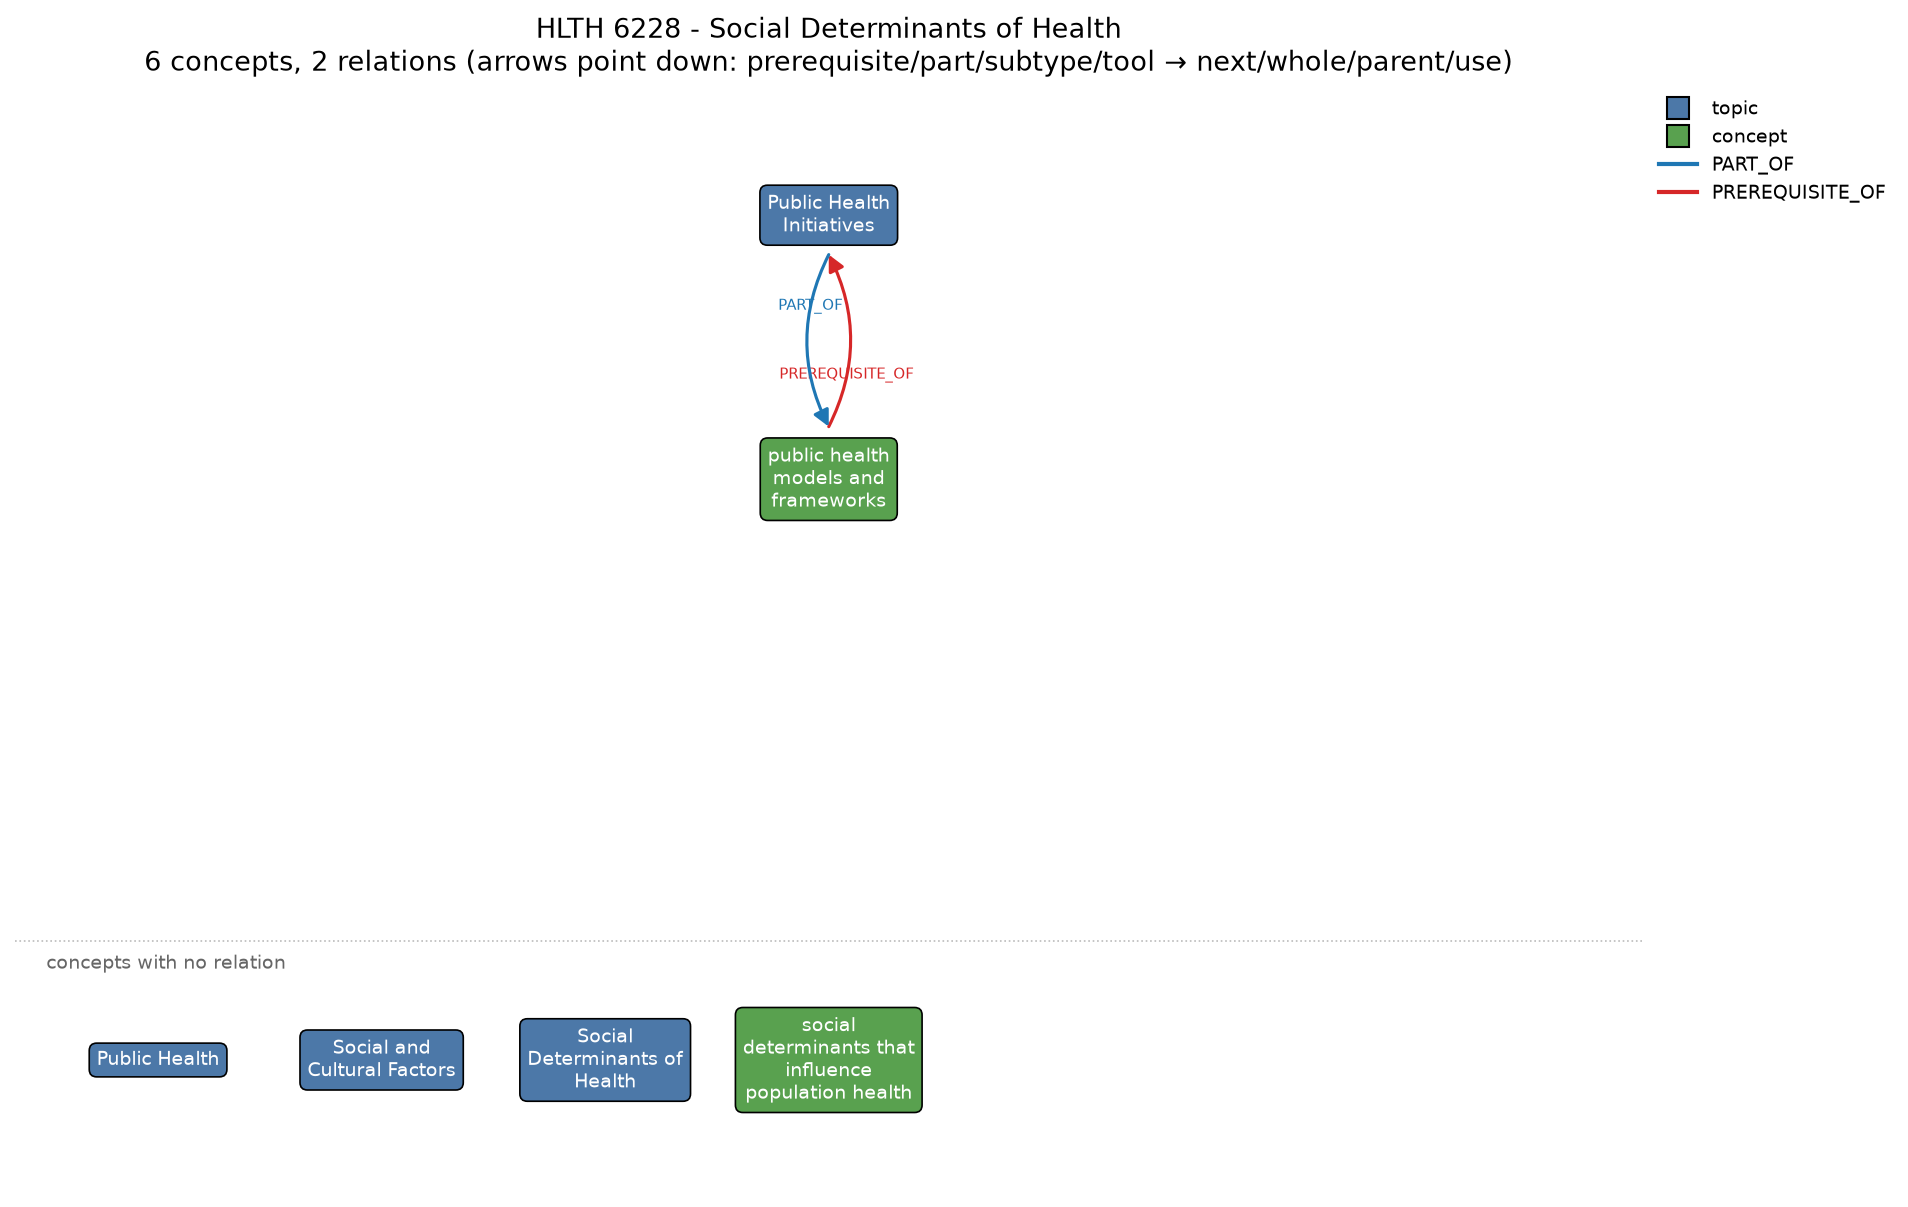 HLTH 6228 - Social Determinants of Health
6 concepts, 2 relations (arrows point down: prerequisite/part/subtype/tool → next/whole/parent/use)
topic
concept
PART_OF
PREREQUISITE_OF
Public Health
Initiatives
PART_OF
PREREQUISITE_OF
public health
models and
frameworks
concepts with no relation
Public Health
Social and
Cultural Factors
Social
Determinants of
Health
social
determinants that
influence
population health